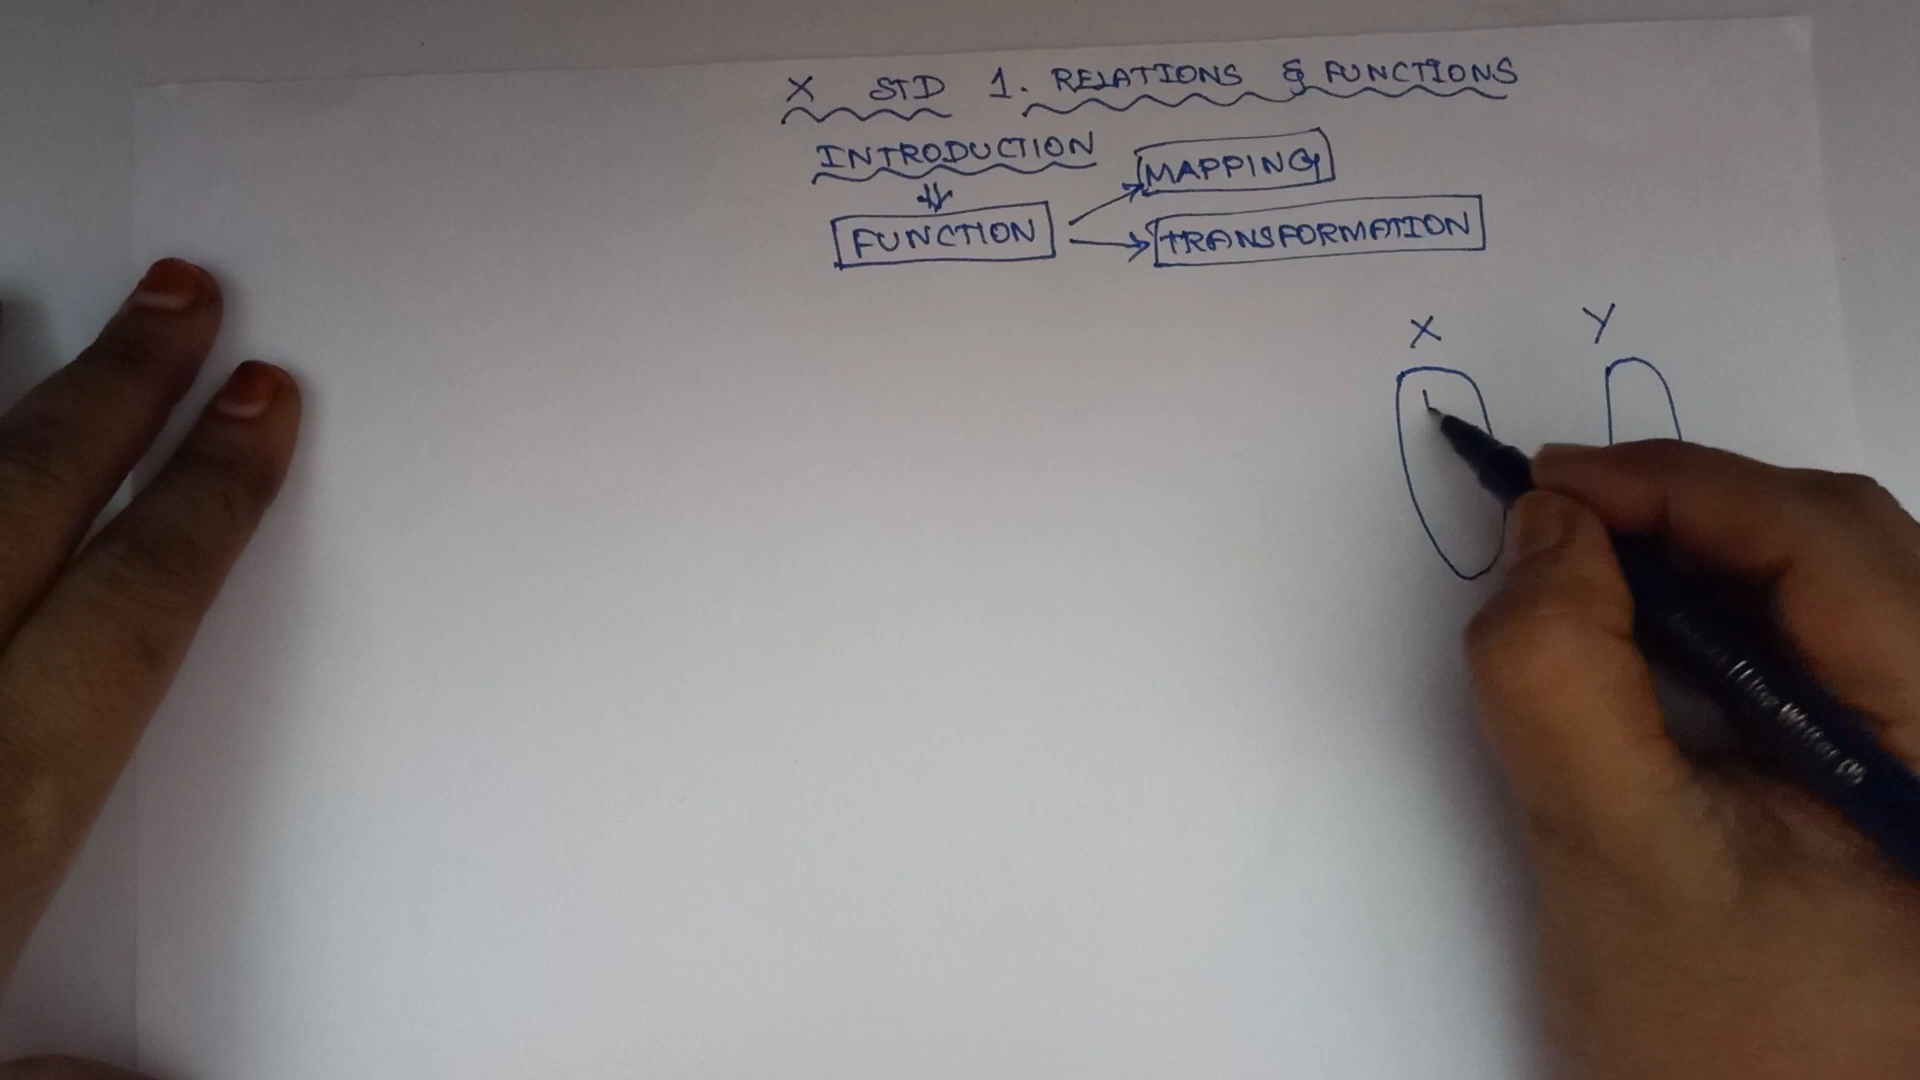 X STD 1. RELATIONS & FUNCTIONS
INTRODUCTION
MAPPING
FUNCTION
TRANSFORMATION
X Y